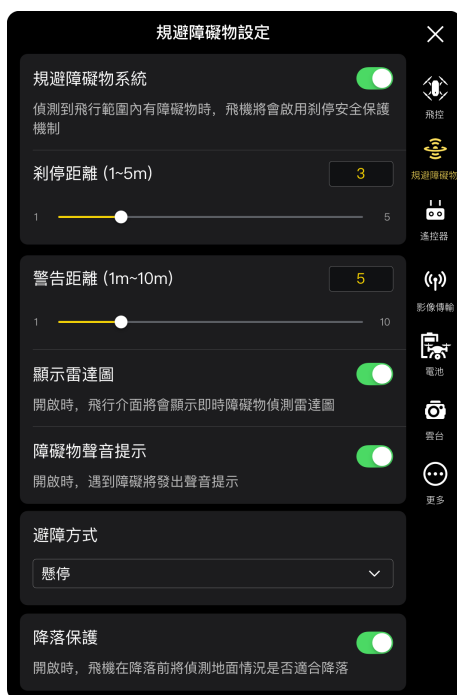 規避障礙物設定
規避障礙物系統
偵測到飛行範圍內有障礙物時，飛機將會啟用剎停安全保護
機制
剎停距離 (1~5m)
3
1
5
警告距離 (1m~10m)
5
1
10
顯示雷達圖
開啟時，飛行介面將會顯示即時障礙物偵測雷達圖
障礙物聲音提示
開啟時，遇到障礙將發出聲音提示
避障方式
懸停
降落保護
開啟時，飛機在降落前將偵測地面情況是否適合降落
飛控
規避障礙物
遙控器
影像傳輸
電池
雲台
更多